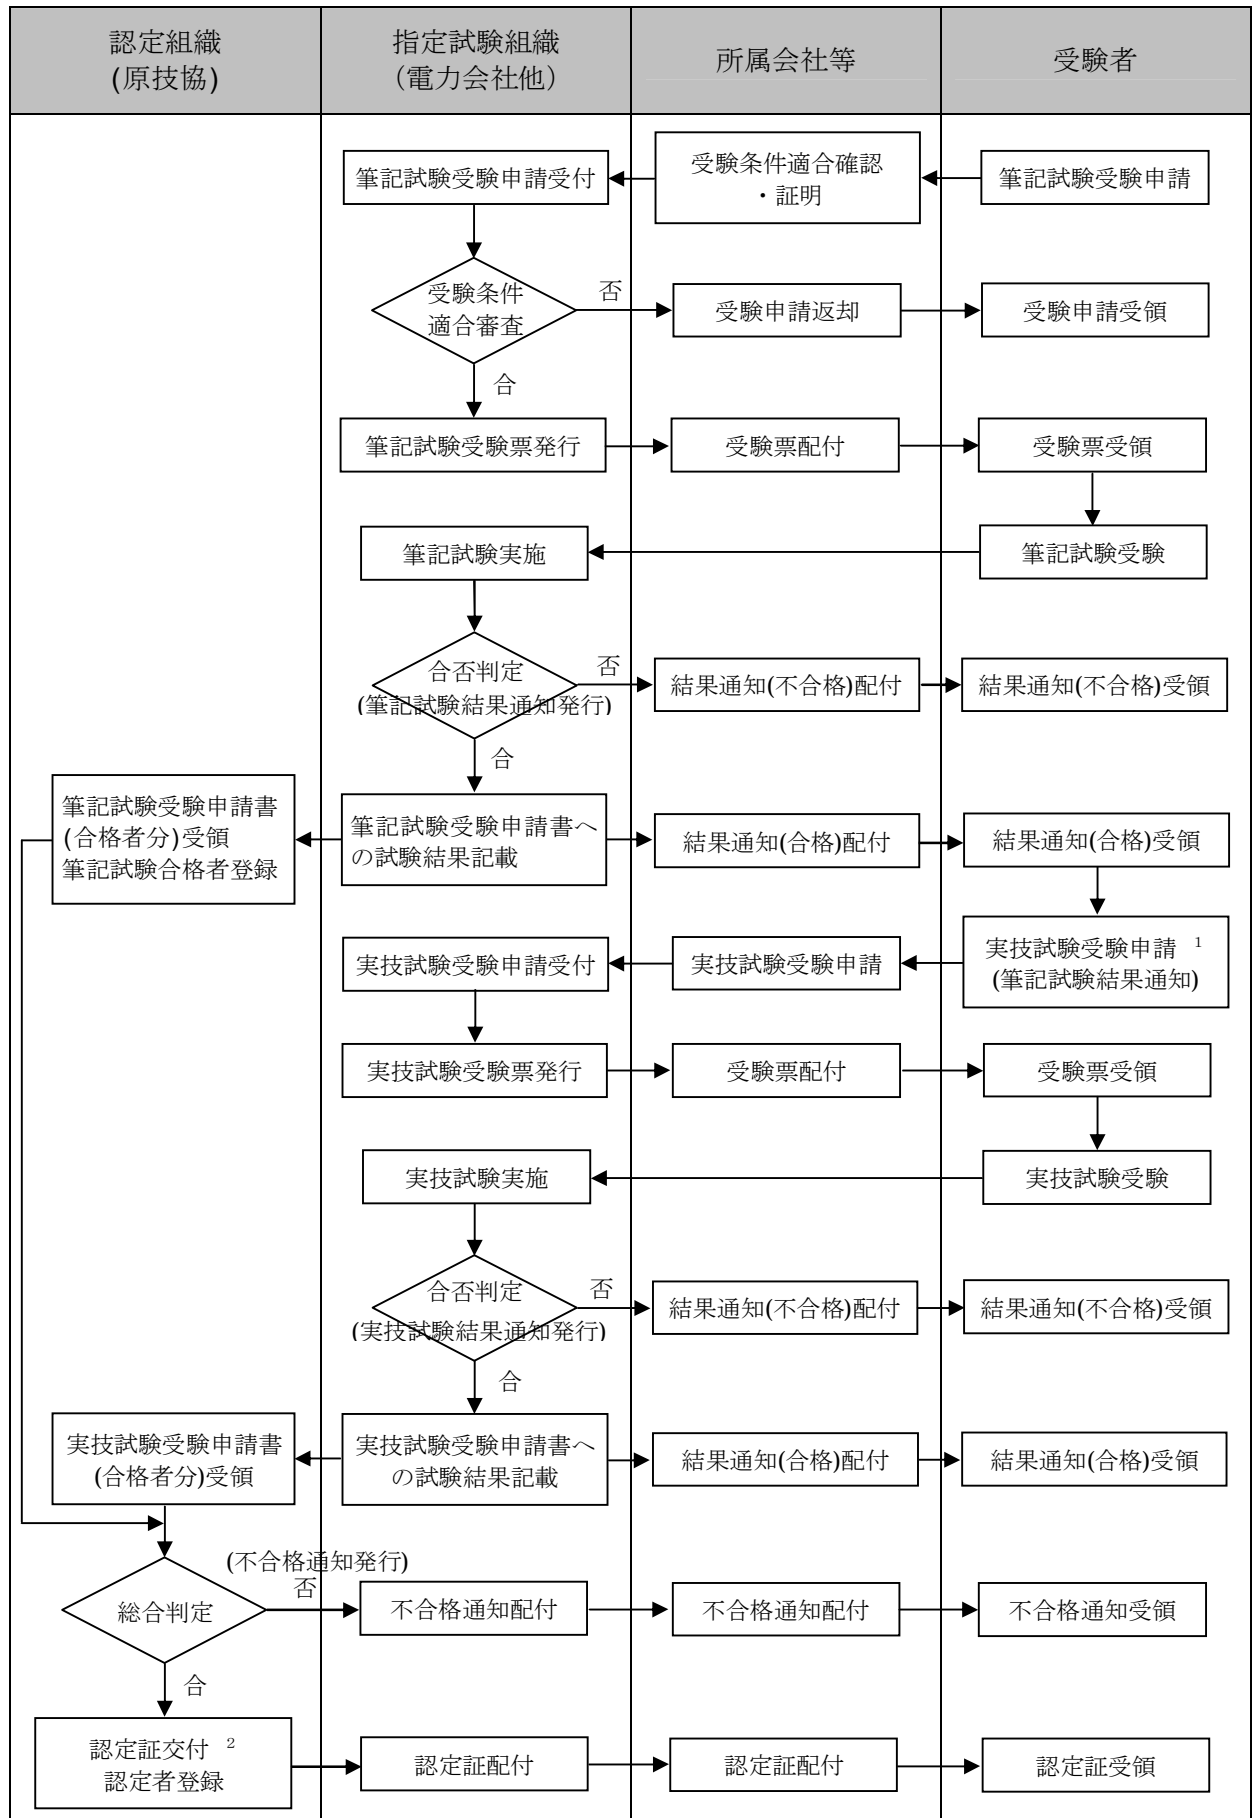 認定組織
(原技協)
指定試験組織
（電力会社他）
所属会社等
受験者
筆記試験受験申請受付
受験条件適合確認
・証明
筆記試験受験申請
受験条件
適合審査
否
受験申請返却
受験申請受領
合
筆記試験受験票発行
受験票配付
受験票受領
筆記試験実施
筆記試験受験
合否判定
(筆記試験結果通知発行)
否
結果通知(不合格)配付
結果通知(不合格)受領
合
筆記試験受験申請書
(合格者分)受領
筆記試験合格者登録
筆記試験受験申請書へ
の試験結果記載
結果通知(合格)配付
結果通知(合格)受領
実技試験受験申請受付
実技試験受験申請
実技試験受験申請 1
(筆記試験結果通知)
実技試験受験票発行
受験票配付
受験票受領
実技試験実施
実技試験受験
合否判定
(実技試験結果通知発行)
否
結果通知(不合格)配付
結果通知(不合格)受領
合
実技試験受験申請書
(合格者分)受領
実技試験受験申請書へ
の試験結果記載
結果通知(合格)配付
結果通知(合格)受領
(不合格通知発行)
否
総合判定
不合格通知配付
不合格通知配付
不合格通知受領
合
認定証交付 2
認定者登録
認定証配付
認定証配付
認定証受領